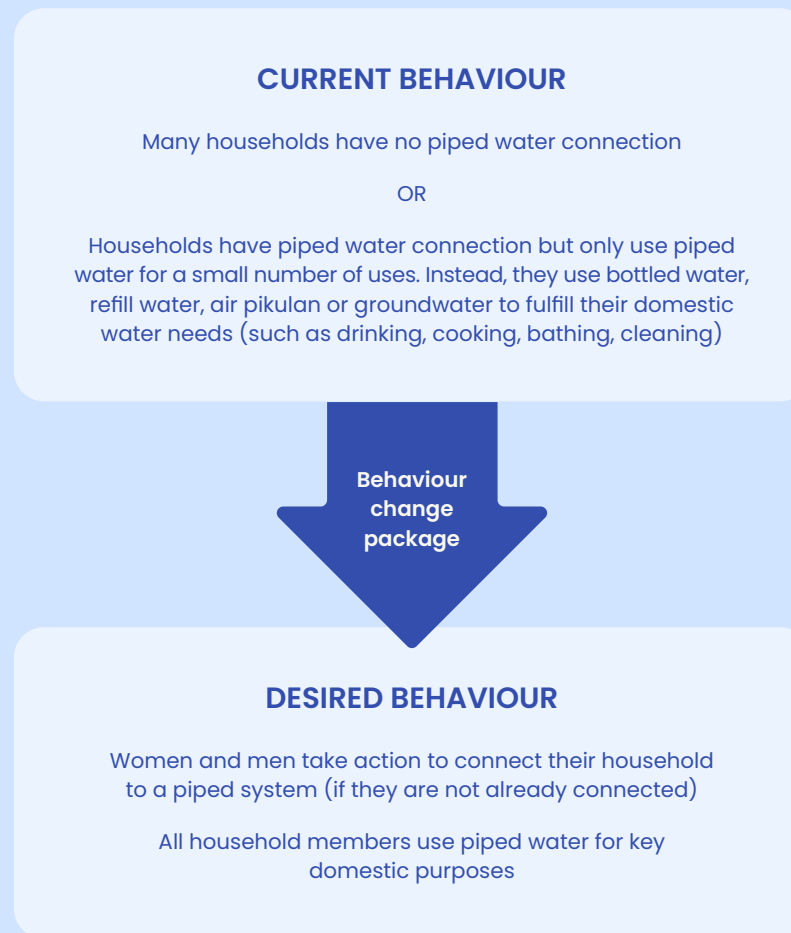 CURRENT BEHAVIOUR
Many households have no piped water connection
OR
Households have piped water connection but only use piped
water for a small number of uses. Instead, they use bottled water,
refill water, air pikulan or groundwater to fulfill their domestic
water needs (such as drinking, cooking, bathing, cleaning)
Behaviour
change
package
DESIRED BEHAVIOUR
Women and men take action to connect their household
to a piped system (if they are not already connected)
All household members use piped water for key
domestic purposes